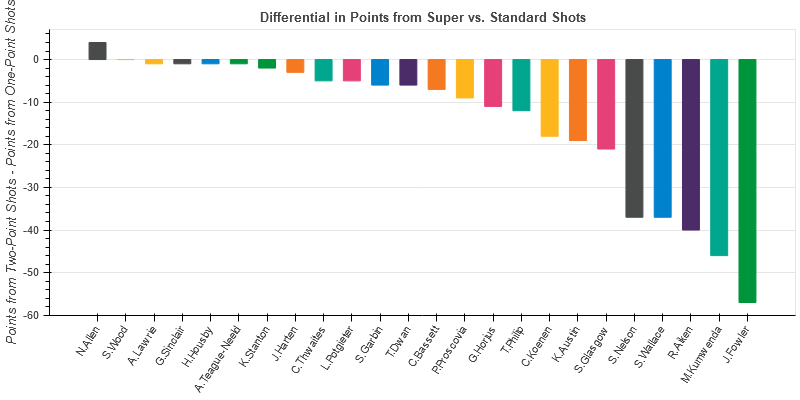 Differential in Points from Super vs. Standard Shots
Points from Two-Point Shots - Points from One-Point Shots
0
-10
-20
-30
-40
-50
-60
N.Allen
S.Wood
A.Lawrie
G.Sinclair
H.Housby
A.Teague-Neeld
K.Stanton
J.Harten
C.Thwaites
L.Potgieter
S.Garbin
T.Dwan
C.Bassett
P.Proscovia
G.Horjus
T.Philip
C.Koenen
K.Austin
S.Glasgow
S.Nelson
S.Wallace
R.Aiken
M.Kumwenda
J.Fowler